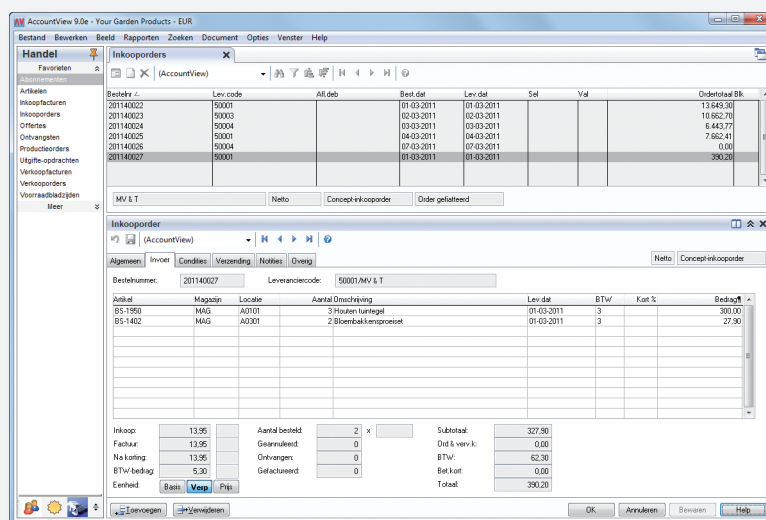 AccountView 9.0e - Your Garden Products - EUR
Bestand Bewerken Beeld Rapporten Zoeken Document Opties Venster Help
Handel
Favorieten
Abonnementen
Artikelen
Inkoopfacturen
Inkooporders
Offertes
Ontvangsten
Productieorders
Uitgifte-opdrachten
Verkoopfacturen
Verkooporders
Voorraadbladzijden
Meer
Inkooporders
(AccountView)
Bestelnr Lev.code Afl.deb Best.dat Lev.dat Sel Val Ordertotaal Blk
201140022 50001 01-03-2011 01-03-2011 13.649,30
201140023 50003 02-03-2011 02-03-2011 10.662,70
201140024 50004 03-03-2011 03-03-2011 6.443,77
201140025 50001 04-03-2011 04-03-2011 7.662,41
201140026 50004 07-03-2011 07-03-2011 0,00
201140027 50001 01-03-2011 01-03-2011 390,20
MV & T Netto Concept-inkooporder Order gefiatteerd
Inkooporder
(AccountView)
Algemeen Invoer Condities Verzending Notities Overig Netto Concept-inkooporder
Bestelnummer: 201140027 Leveranciercode: 50001/MV & T
Artikel Magazijn Locatie Aantal Omschrijving Lev.dat BTW Kort % Bedrag¶
BS-1950 MAG A0101 3 Houten tuintegel 01-03-2011 3 300,00
BS-1402 MAG A0301 2 Bloembakkensproeiset 01-03-2011 3 27,90
Inkoop: 13,95 Aantal besteld: 2 x Subtotaal: 327,90
Factuur: 13,95 Geannuleerd: 0 Ord & verv.k: 0,00
Na korting: 13,95 Ontvangen: 0 BTW: 62,30
BTW-bedrag: 5,30 Gefactureerd: 0 Bet.kort: 0,00
Eenheid: Basis Verp Prijs Totaal: 390,20
Toevoegen Verwijderen OK Annuleren Bewaren Help